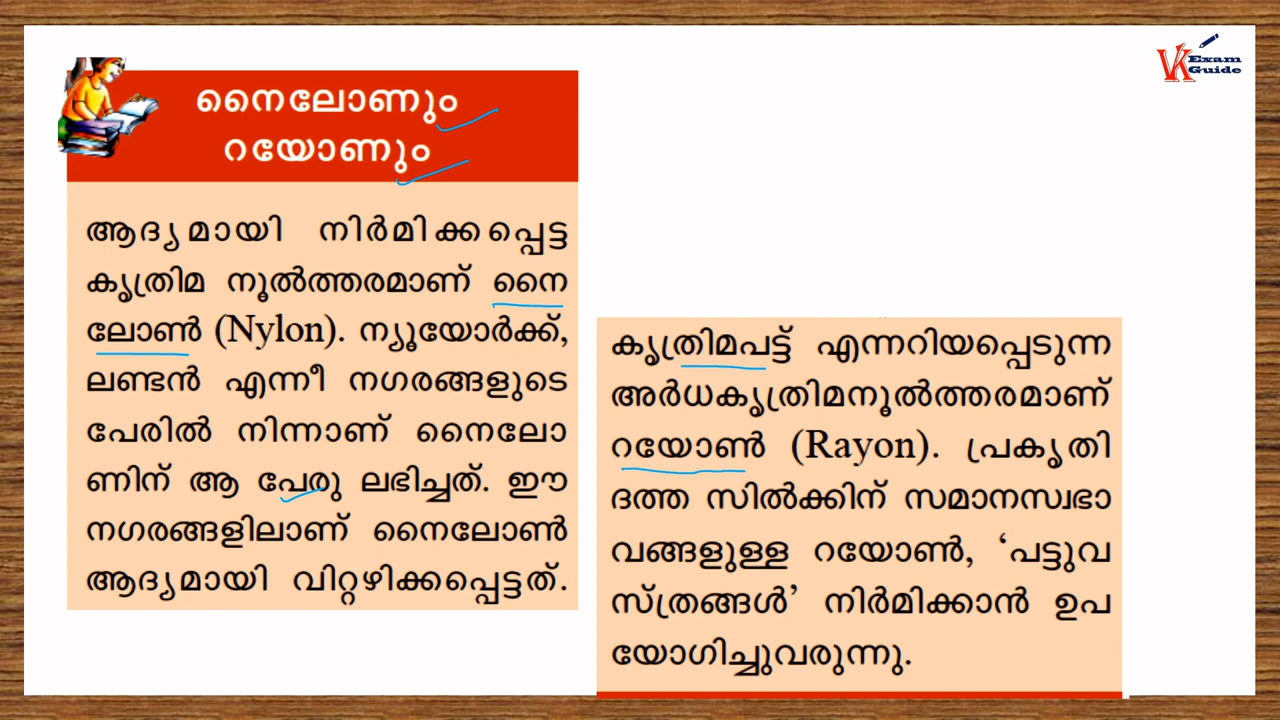 VK Exam
Guide
നൈലോണും
റയോണും
ആദ്യമായി നിർമിക്കപ്പെട്ട
കൃത്രിമ നൂൽത്തരമാണ് നൈ
ലോൺ (Nylon). ന്യൂയോർക്ക്,
ലണ്ടൻ എന്നീ നഗരങ്ങളുടെ
പേരിൽ നിന്നാണ് നൈലോ
ണിന് ആ പേരു ലഭിച്ചത്. ഈ
നഗരങ്ങളിലാണ് നൈലോൺ
ആദ്യമായി വിറ്റഴിക്കപ്പെട്ടത്.
കൃത്രിമപട്ട് എന്നറിയപ്പെടുന്ന
അർധകൃത്രിമനൂൽത്തരമാണ്
റയോൺ (Rayon). പ്രകൃതി
ദത്ത സിൽക്കിന് സമാനസ്വഭാ
വങ്ങളുള്ള റയോൺ, ‘പട്ടുവ
സ്ത്രങ്ങൾ’ നിർമിക്കാൻ ഉപ
യോഗിച്ചുവരുന്നു.